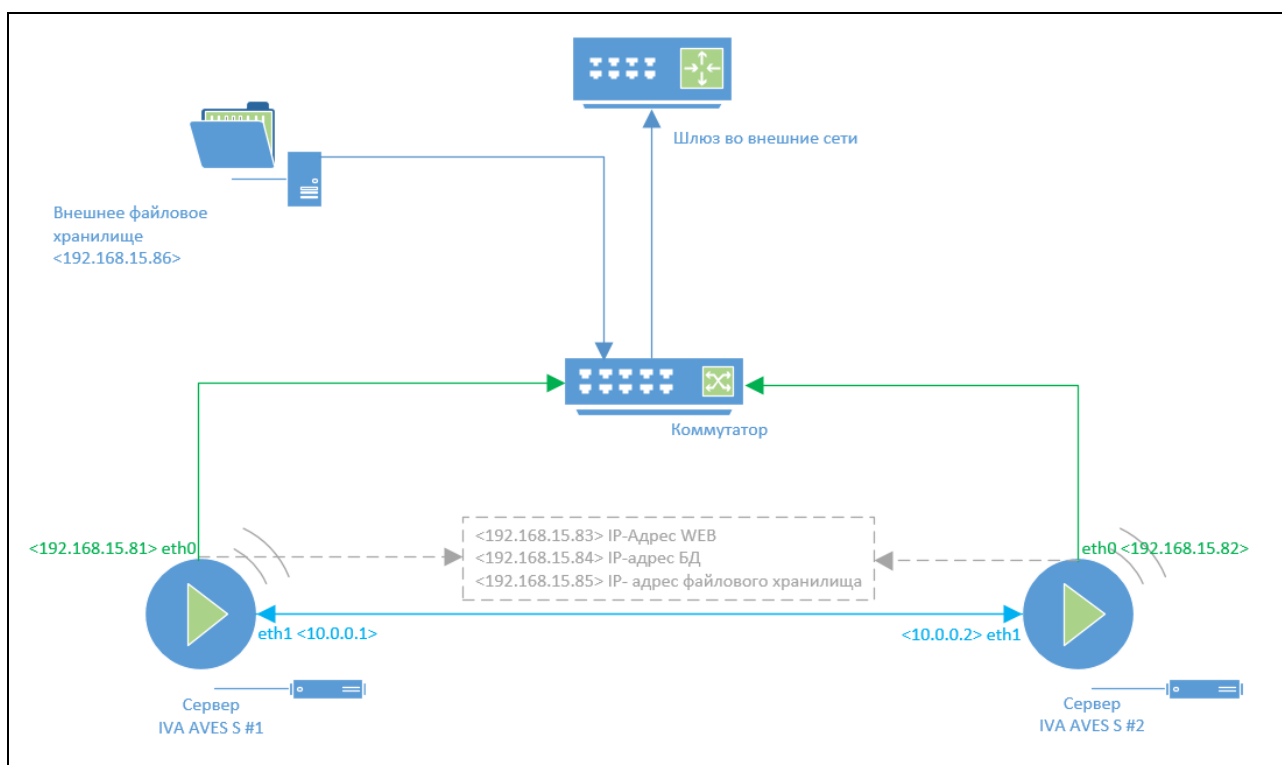 Шлюз во внешние сети
Внешнее файловое
хранилище
<192.168.15.86>
Коммутатор
<192.168.15.83> IP-Адрес WEB
<192.168.15.84> IP-адрес БД
<192.168.15.85> IP- адрес файлового хранилища
<192.168.15.81> eth0
eth0 <192.168.15.82>
eth1 <10.0.0.1>
<10.0.0.2> eth1
Сервер
IVA AVES S #1
Сервер
IVA AVES S #2